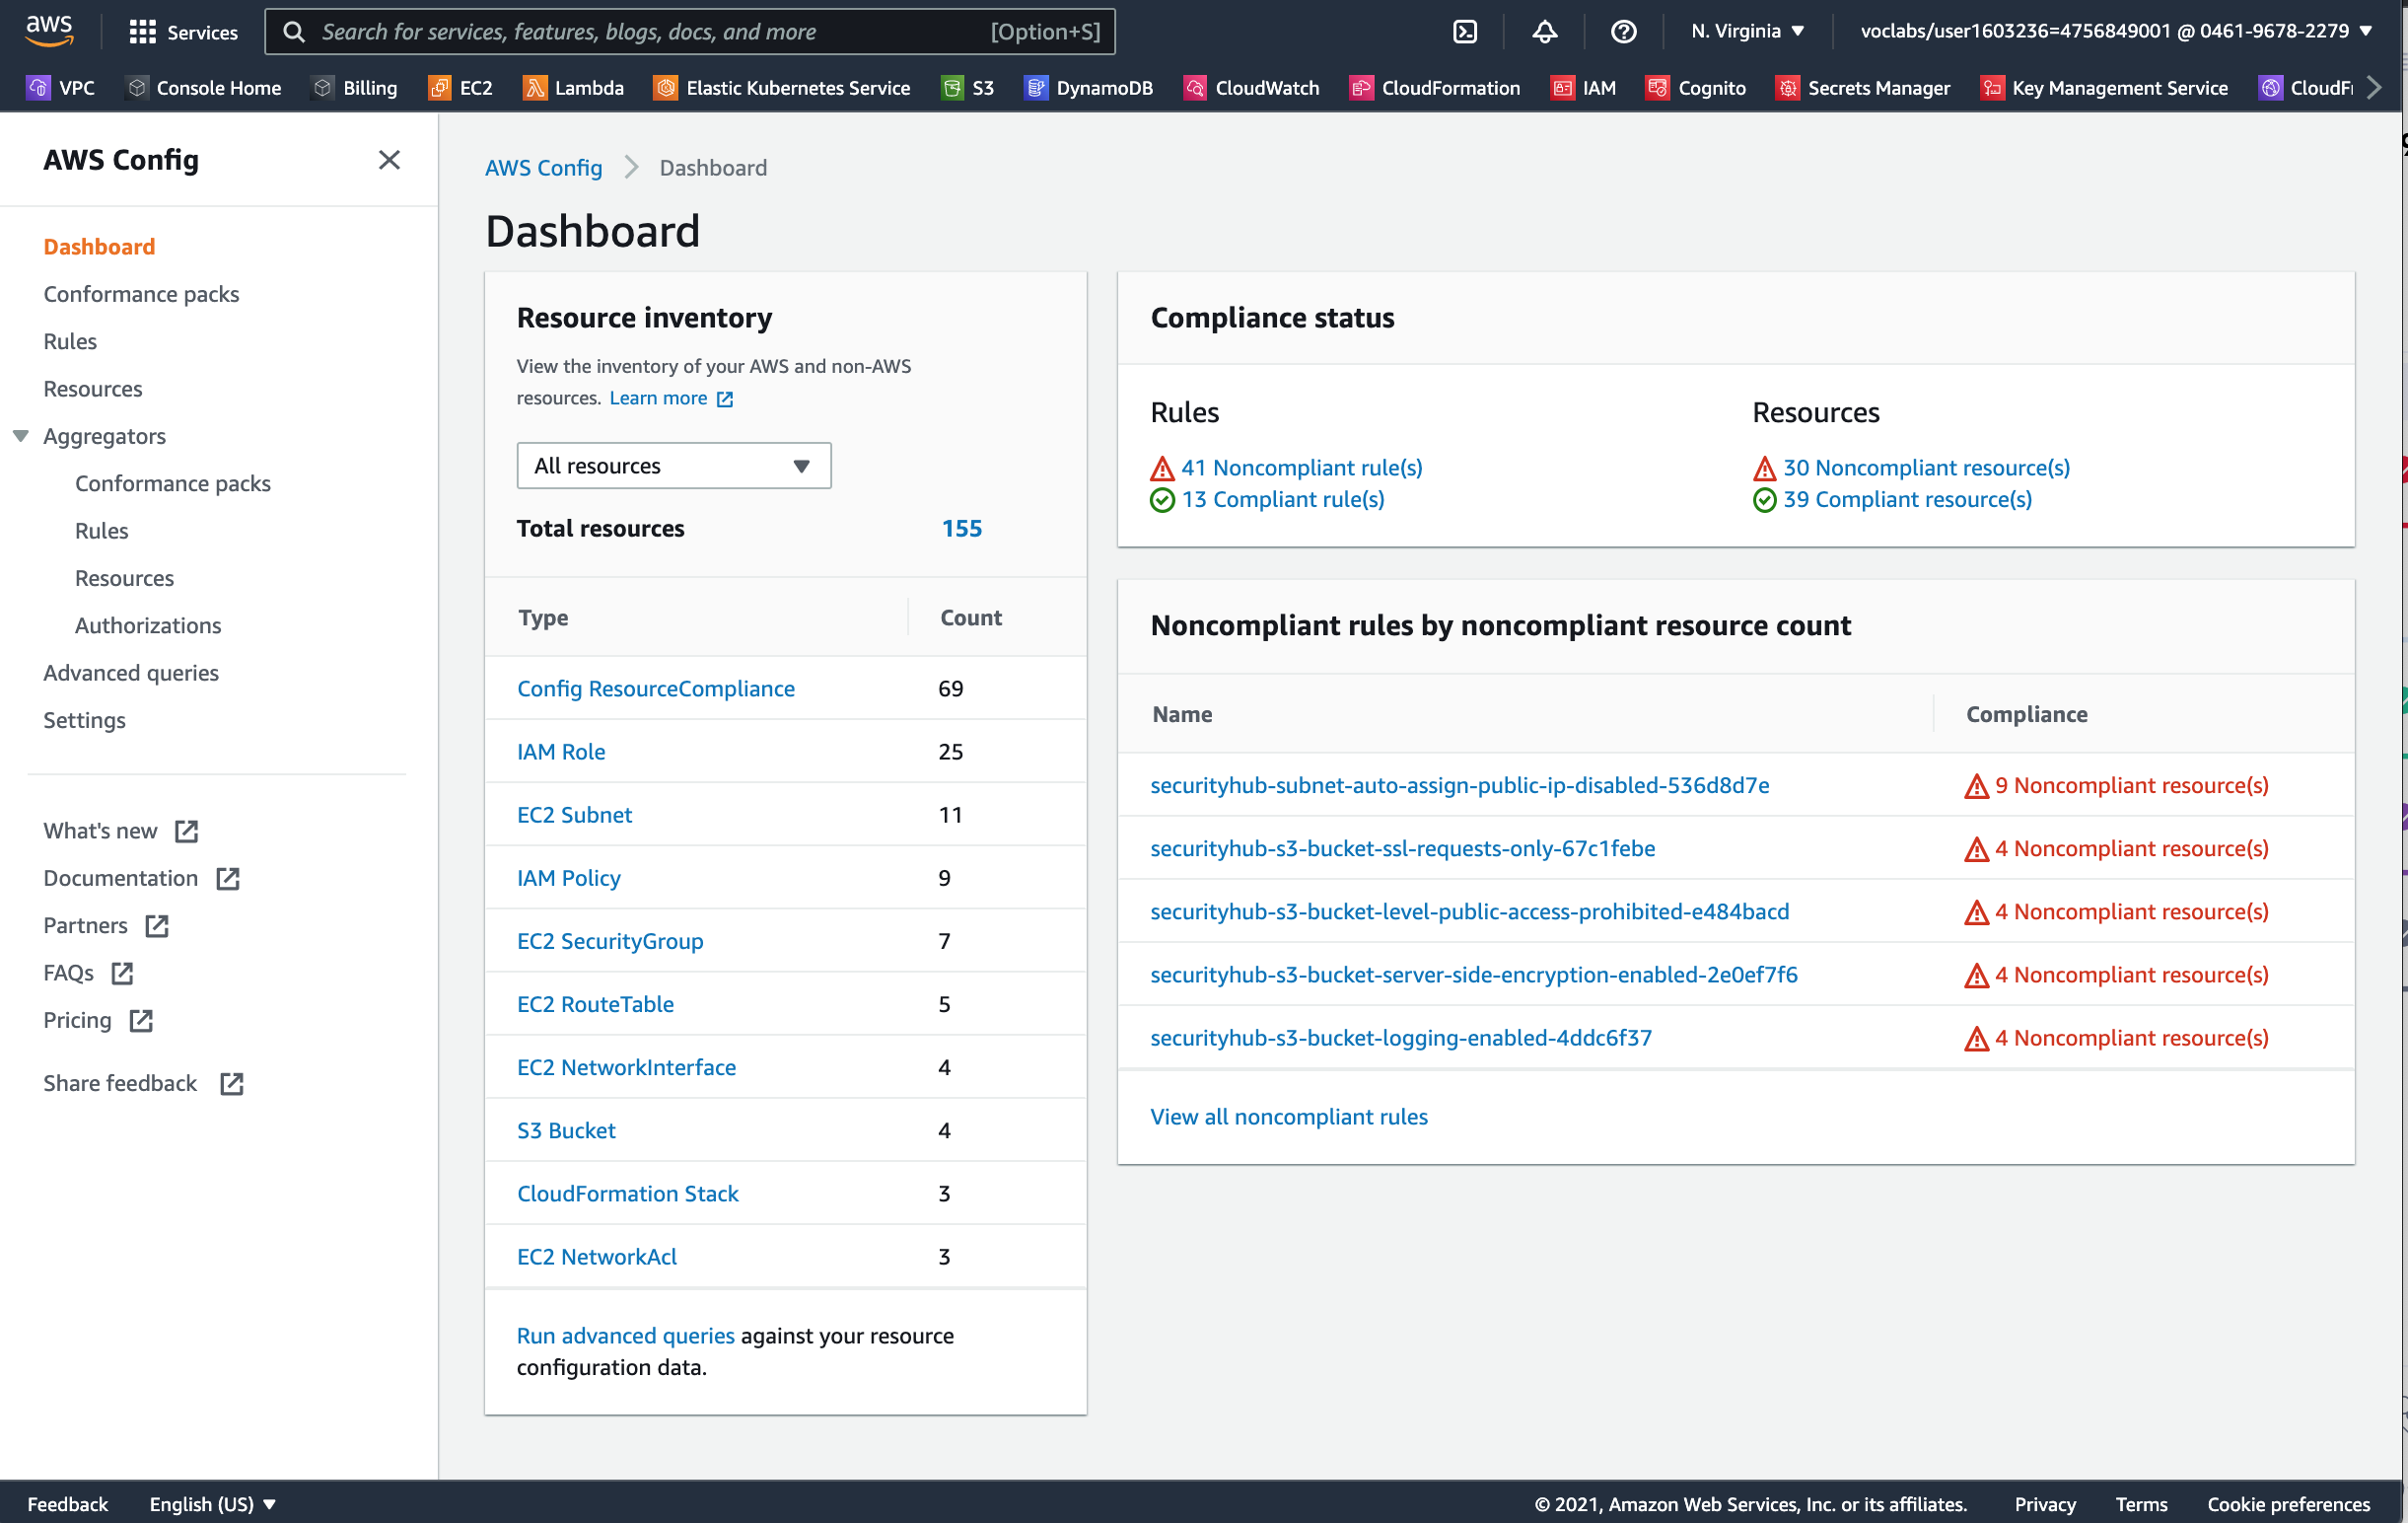 aws
Services
Search for services, features, blogs, docs, and more
[Option+S]
N. Virginia
voclabs/user1603236=4756849001 @ 0461-9678-2279
VPC
Console Home
Billing
EC2
Lambda
Elastic Kubernetes Service
S3
DynamoDB
CloudWatch
CloudFormation
IAM
Cognito
Secrets Manager
Key Management Service
CloudF
AWS Config
Dashboard
Conformance packs
Rules
Resources
Aggregators
Conformance packs
Rules
Resources
Authorizations
Advanced queries
Settings
What's new
Documentation
Partners
FAQs
Pricing
Share feedback
AWS Config
Dashboard
Dashboard
Resource inventory
View the inventory of your AWS and non-AWS
resources. Learn more
All resources
Total resources 155
Type Count
Config ResourceCompliance 69
IAM Role 25
EC2 Subnet 11
IAM Policy 9
EC2 SecurityGroup 7
EC2 RouteTable 5
EC2 NetworkInterface 4
S3 Bucket 4
CloudFormation Stack 3
EC2 NetworkAcl 3
Run advanced queries against your resource
configuration data.
Compliance status
Rules
41 Noncompliant rule(s)
13 Compliant rule(s)
Resources
30 Noncompliant resource(s)
39 Compliant resource(s)
Noncompliant rules by noncompliant resource count
Name Compliance
securityhub-subnet-auto-assign-public-ip-disabled-536d8d7e 9 Noncompliant resource(s)
securityhub-s3-bucket-ssl-requests-only-67c1febe 4 Noncompliant resource(s)
securityhub-s3-bucket-level-public-access-prohibited-e484bacd 4 Noncompliant resource(s)
securityhub-s3-bucket-server-side-encryption-enabled-2e0ef7f6 4 Noncompliant resource(s)
securityhub-s3-bucket-logging-enabled-4ddc6f37 4 Noncompliant resource(s)
View all noncompliant rules
Feedback
English (US)
© 2021, Amazon Web Services, Inc. or its affiliates.
Privacy
Terms
Cookie preferences